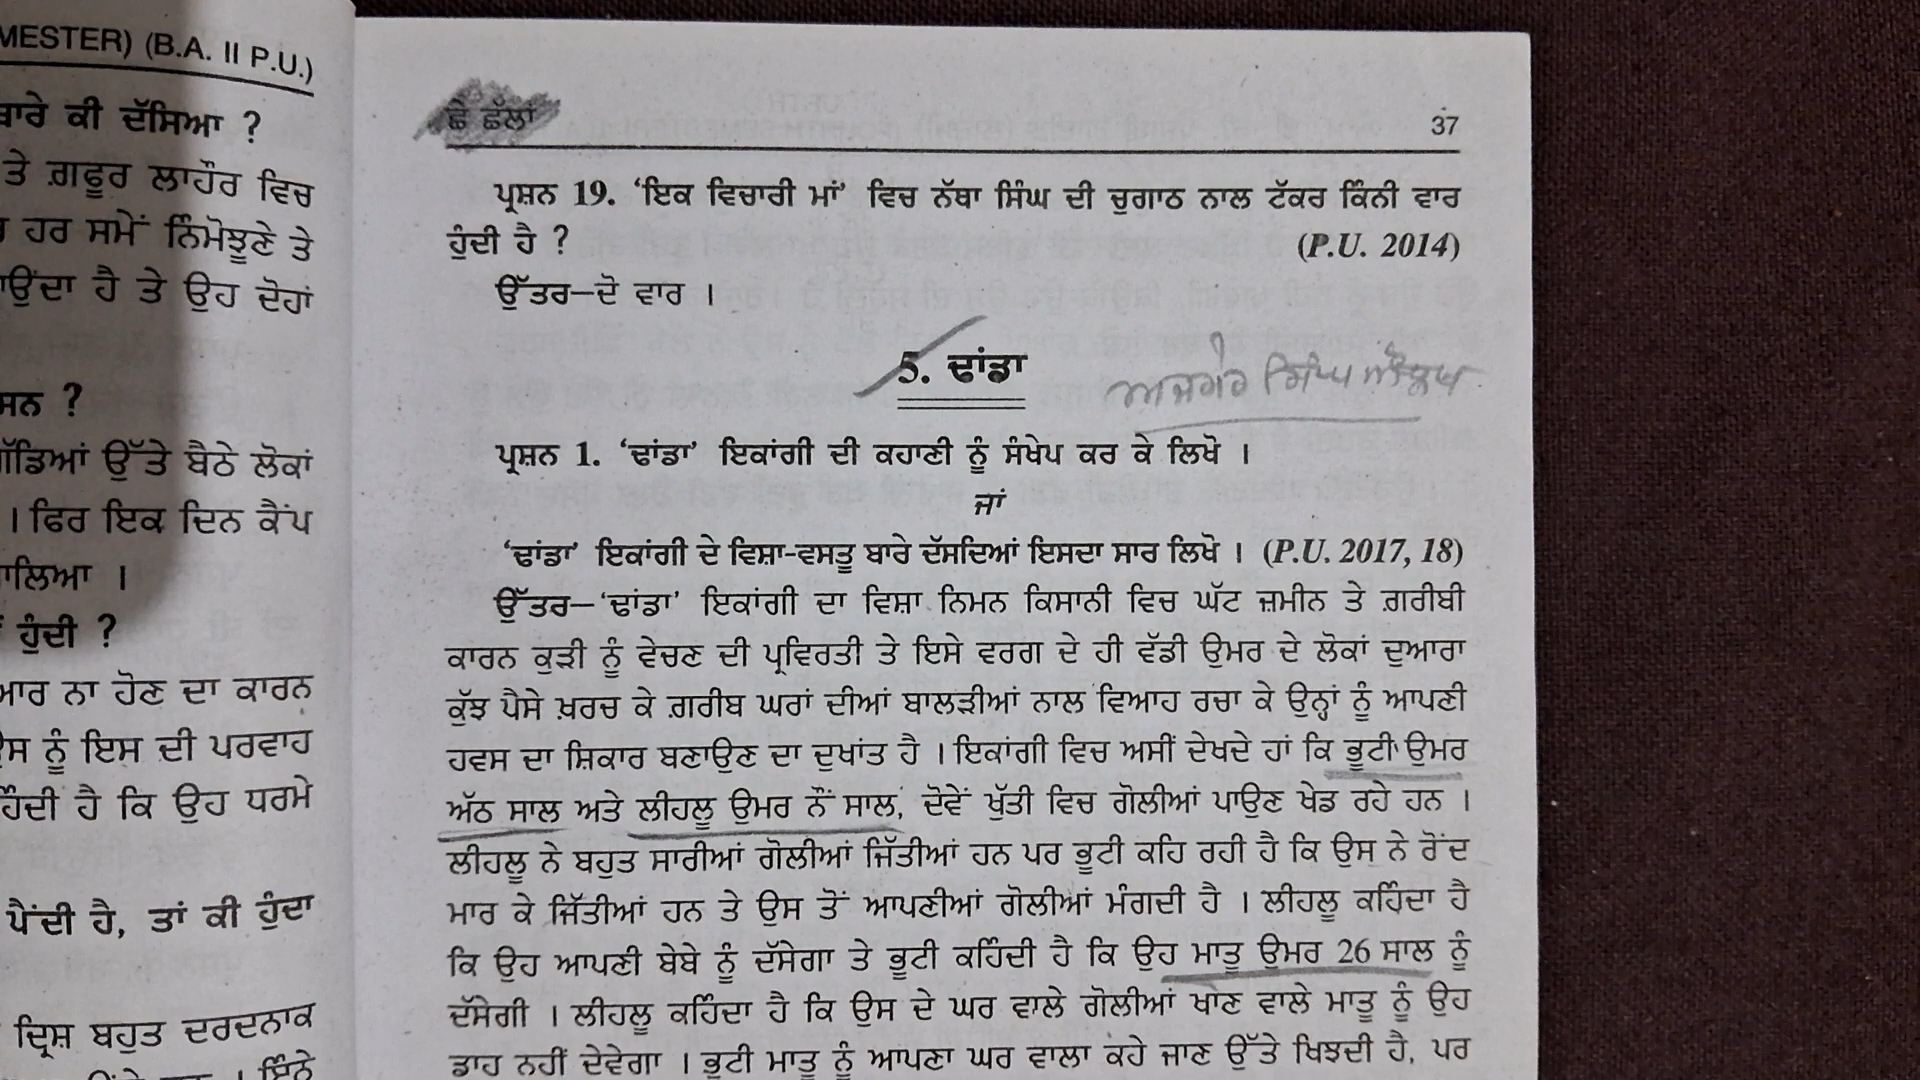 MESTER) (B.A. II P.U.)
ਬਾਰੇ ਕੀ ਦੱਸਿਆ ?
ਤੇ ਗ਼ਫੂਰ ਲਾਹੌਰ ਵਿਚ
ਹਰ ਸਮੇਂ ਨਿੰਮੋਝੂਣੇ ਤੇ
ਾਉਂਦਾ ਹੈ ਤੇ ਉਹ ਦੋਹਾਂ
ਸਨ ?
ਗੱਡਿਆਂ ਉੱਤੇ ਬੈਠੇ ਲੋਕਾਂ
। ਫਿਰ ਇਕ ਦਿਨ ਕੈਂਪ
ਾਲਿਆ ।
ਹੁੰਦੀ ?
ਆਰ ਨਾ ਹੋਣ ਦਾ ਕਾਰਨ
ਸ ਨੂੰ ਇਸ ਦੀ ਪਰਵਾਹ
ਹਿੰਦੀ ਹੈ ਕਿ ਉਹ ਧਰਮੇ
ਪੈਂਦੀ ਹੈ, ਤਾਂ ਕੀ ਹੁੰਦਾ
ਦ੍ਰਿਸ਼ ਬਹੁਤ ਦਰਦਨਾਕ
। ਇੰਨੇ
ਛੇ ਛੱਲਾਂ 37
ਪ੍ਰਸ਼ਨ 19. ‘ਇਕ ਵਿਚਾਰੀ ਮਾਂ’ ਵਿਚ ਨੱਥਾ ਸਿੰਘ ਦੀ ਚੁਗਾਠ ਨਾਲ ਟੱਕਰ ਕਿੰਨੀ ਵਾਰ
ਹੁੰਦੀ ਹੈ ? (P.U. 2014)
ਉੱਤਰ—ਦੋ ਵਾਰ ।
5. ਢਾਂਡਾ
ਸਿੰਘ
ਪ੍ਰਸ਼ਨ 1. ‘ਢਾਂਡਾ’ ਇਕਾਂਗੀ ਦੀ ਕਹਾਣੀ ਨੂੰ ਸੰਖੇਪ ਕਰ ਕੇ ਲਿਖੋ ।
ਜਾਂ
‘ਢਾਂਡਾ’ ਇਕਾਂਗੀ ਦੇ ਵਿਸ਼ਾ-ਵਸਤੂ ਬਾਰੇ ਦੱਸਦਿਆਂ ਇਸਦਾ ਸਾਰ ਲਿਖੋ । (P.U. 2017, 18)
ਉੱਤਰ—‘ਢਾਂਡਾ’ ਇਕਾਂਗੀ ਦਾ ਵਿਸ਼ਾ ਨਿਮਨ ਕਿਸਾਨੀ ਵਿਚ ਘੱਟ ਜ਼ਮੀਨ ਤੇ ਗ਼ਰੀਬੀ
ਕਾਰਨ ਕੁੜੀ ਨੂੰ ਵੇਚਣ ਦੀ ਪ੍ਰਵਿਰਤੀ ਤੇ ਇਸੇ ਵਰਗ ਦੇ ਹੀ ਵੱਡੀ ਉਮਰ ਦੇ ਲੋਕਾਂ ਦੁਆਰਾ
ਕੁੱਝ ਪੈਸੇ ਖ਼ਰਚ ਕੇ ਗ਼ਰੀਬ ਘਰਾਂ ਦੀਆਂ ਬਾਲੜੀਆਂ ਨਾਲ ਵਿਆਹ ਰਚਾ ਕੇ ਉਨ੍ਹਾਂ ਨੂੰ ਆਪਣੀ
ਹਵਸ ਦਾ ਸ਼ਿਕਾਰ ਬਣਾਉਣ ਦਾ ਦੁਖਾਂਤ ਹੈ । ਇਕਾਂਗੀ ਵਿਚ ਅਸੀਂ ਦੇਖਦੇ ਹਾਂ ਕਿ ਭੂਟੀ ਉਮਰ
ਅੱਠ ਸਾਲ ਅਤੇ ਲੀਹਲੂ ਉਮਰ ਨੌਂ ਸਾਲ, ਦੋਵੇਂ ਖੁੱਤੀ ਵਿਚ ਗੋਲੀਆਂ ਪਾਉਣ ਖੇਡ ਰਹੇ ਹਨ ।
ਲੀਹਲੂ ਨੇ ਬਹੁਤ ਸਾਰੀਆਂ ਗੋਲੀਆਂ ਜਿੱਤੀਆਂ ਹਨ ਪਰ ਭੂਟੀ ਕਹਿ ਰਹੀ ਹੈ ਕਿ ਉਸ ਨੇ ਰੋਂਦ
ਮਾਰ ਕੇ ਜਿੱਤੀਆਂ ਹਨ ਤੇ ਉਸ ਤੋਂ ਆਪਣੀਆਂ ਗੋਲੀਆਂ ਮੰਗਦੀ ਹੈ । ਲੀਹਲੂ ਕਹਿੰਦਾ ਹੈ
ਕਿ ਉਹ ਆਪਣੀ ਬੇਬੇ ਨੂੰ ਦੱਸੇਗਾ ਤੇ ਭੂਟੀ ਕਹਿੰਦੀ ਹੈ ਕਿ ਉਹ ਮਾਤੂ ਉਮਰ 26 ਸਾਲ ਨੂੰ
ਦੱਸੇਗੀ । ਲੀਹਲੂ ਕਹਿੰਦਾ ਹੈ ਕਿ ਉਸ ਦੇ ਘਰ ਵਾਲੇ ਗੋਲੀਆਂ ਖਾਣ ਵਾਲੇ ਮਾਤੂ ਨੂੰ ਉਹ
ਡਾਹ ਨਹੀਂ ਦੇਵੇਗਾ । ਭੂਟੀ ਮਾਤੂ ਨੂੰ ਆਪਣਾ ਘਰ ਵਾਲਾ ਕਹੇ ਜਾਣ ਉੱਤੇ ਖਿਝਦੀ ਹੈ, ਪਰ